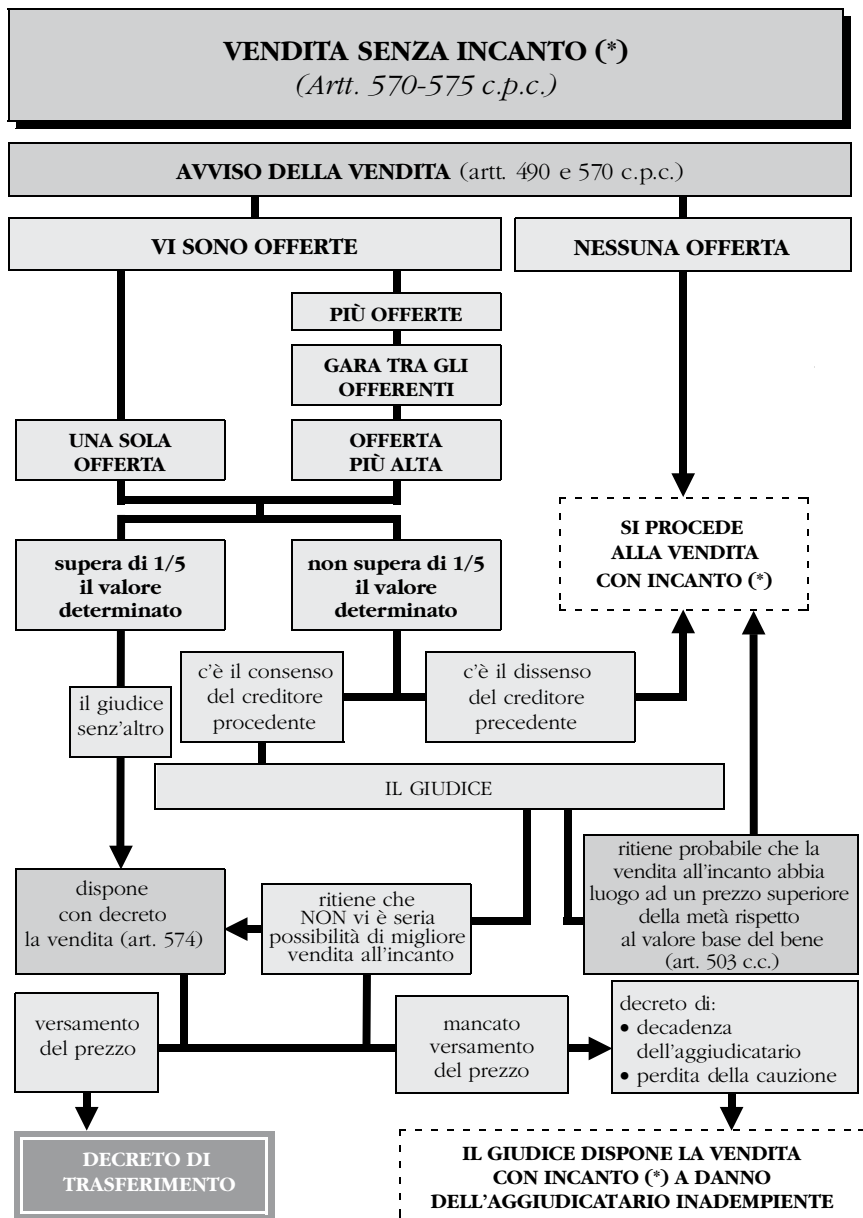 VENDITA SENZA INCANTO (*)
(Artt. 570-575 c.p.c.)
AVVISO DELLA VENDITA (artt. 490 e 570 c.p.c.)
VI SONO OFFERTE
NESSUNA OFFERTA
PIÙ OFFERTE
GARA TRA GLI
OFFERENTI
UNA SOLA
OFFERTA
OFFERTA
PIÙ ALTA
SI PROCEDE
ALLA VENDITA
CON INCANTO (*)
supera di 1/5
il valore
determinato
non supera di 1/5
il valore
determinato
c'è il consenso
del creditore
procedente
c'è il dissenso
del creditore
precedente
il giudice
senz'altro
IL GIUDICE
dispone
con decreto
la vendita (art. 574)
ritiene che
NON vi è seria
possibilità di migliore
vendita all'incanto
ritiene probabile che la
vendita all'incanto abbia
luogo ad un prezzo superiore
della metà rispetto
al valore base del bene
(art. 503 c.c.)
versamento
del prezzo
mancato
versamento
del prezzo
decreto di:
• decadenza
dell'aggiudicatario
• perdita della cauzione
DECRETO DI
TRASFERIMENTO
IL GIUDICE DISPONE LA VENDITA
CON INCANTO (*) A DANNO
DELL'AGGIUDICATARIO INADEMPIENTE